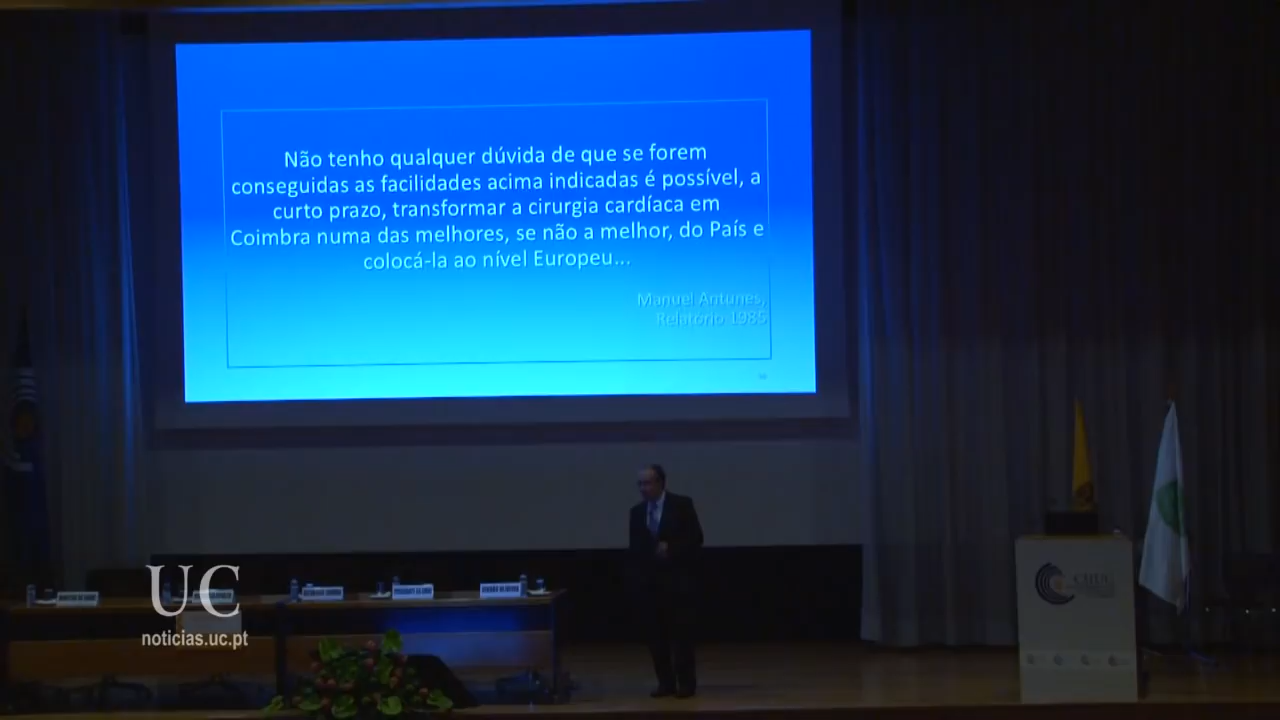 Não tenho qualquer dúvida de que se forem
conseguidas as facilidades acima indicadas é possível, a
curto prazo, transformar a cirurgia cardíaca em
Coimbra numa das melhores, se não a melhor, do País e
colocá-la ao nível Europeu...
Manuel Antunes,
Relatório 1985
CHUC
UC
noticias.uc.pt